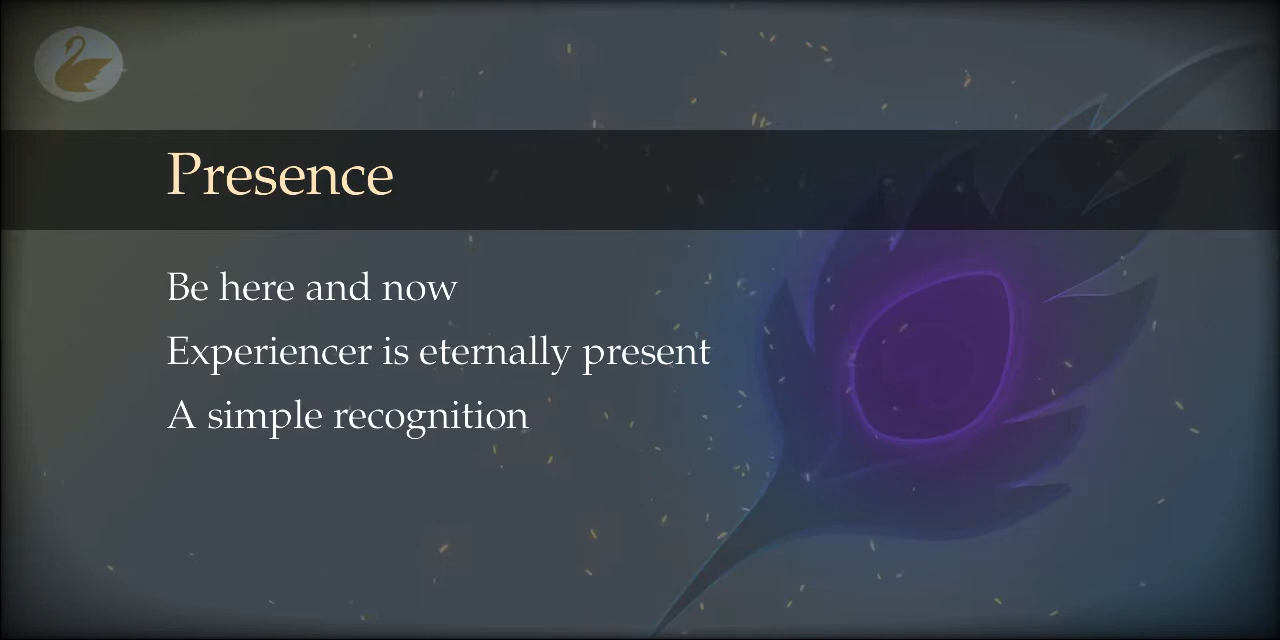 Presence
Be here and now
Experiencer is eternally present
A simple recognition